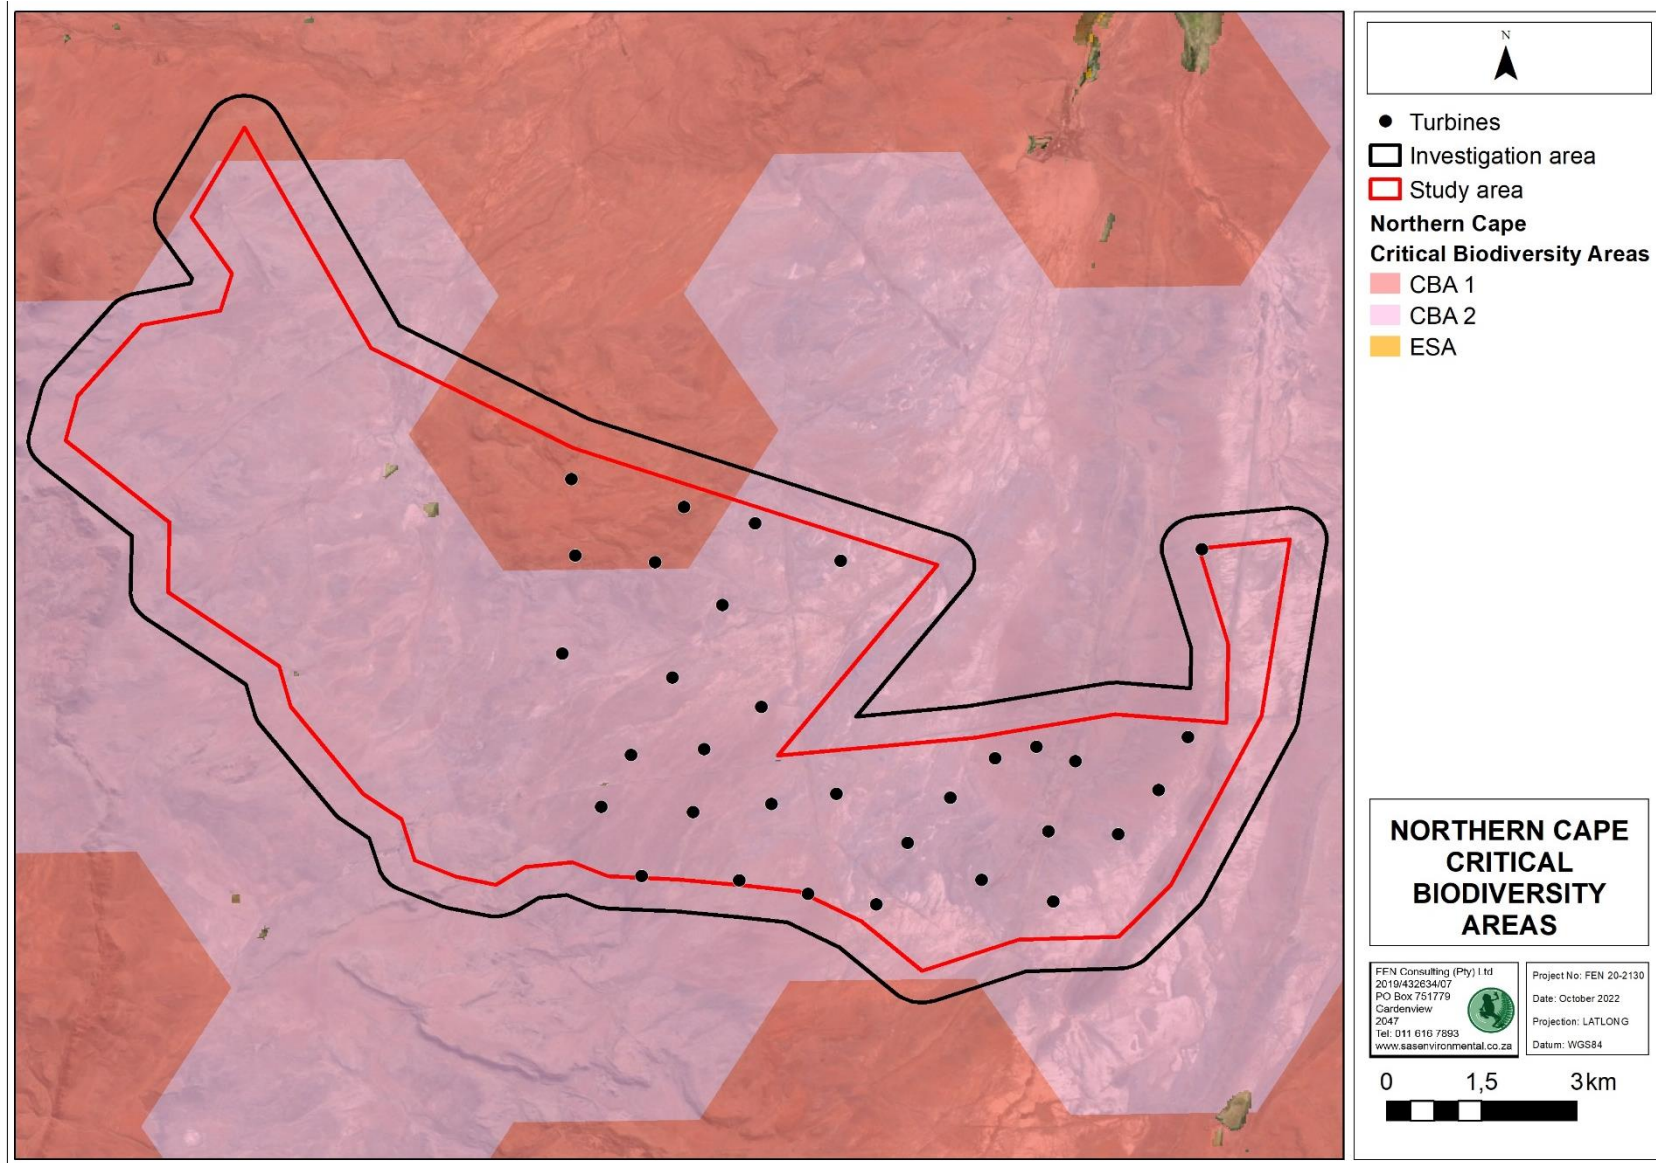 N
Turbines
Investigation area
Study area
Northern Cape
Critical Biodiversity Areas
CBA 1
CBA 2
ESA
NORTHERN CAPE
CRITICAL
BIODIVERSITY
AREAS
FEN Consulting (Pty) Ltd
2019/432634/07
PO Box 751779
Gardenview
2047
Tel: 011 616 7893
www.sasenvironmental.co.za
Project No: FEN 20-2130
Date: October 2022
Projection: LATLONG
Datum: WGS84
0 1,5 3 km